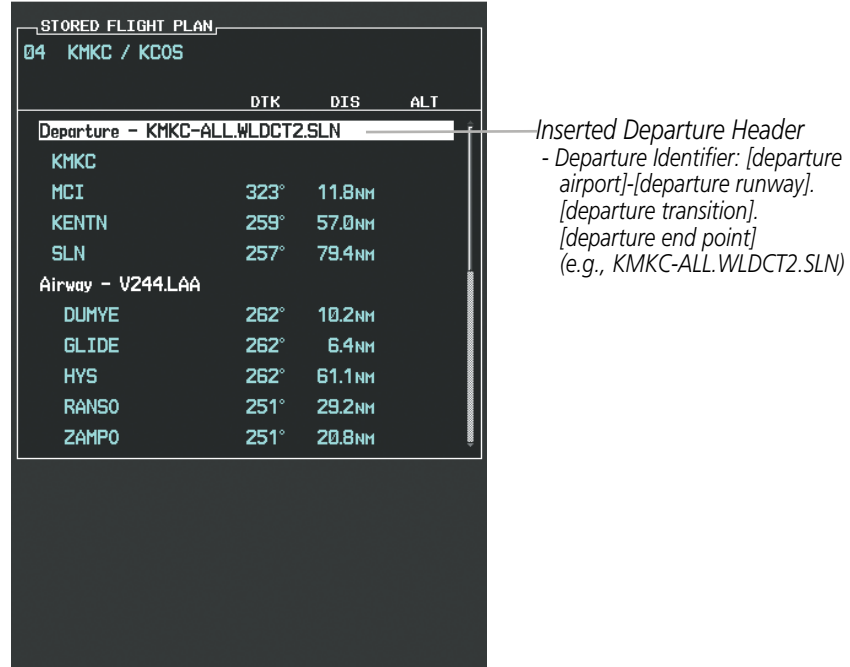 STORED FLIGHT PLAN
04 KMKC / KCOS
DTK DIS ALT
Departure - KMKC-ALL.WLDCT2.SLN
KMKC
MCI 323° 11.8NM
KENTN 259° 57.0NM
SLN 257° 79.4NM
Airway - V244.LAA
DUMYE 262° 10.2NM
GLIDE 262° 6.4NM
HYS 262° 61.1NM
RANSO 251° 29.2NM
ZAMPO 251° 20.8NM
Inserted Departure Header
- Departure Identifier: [departure
airport]-[departure runway].
[departure transition].
[departure end point]
(e.g., KMKC-ALL.WLDCT2.SLN)